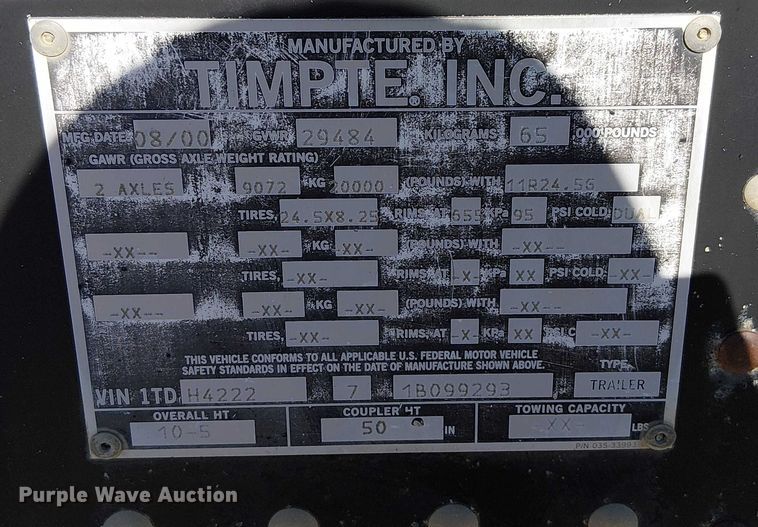 MANUFACTURED BY
TIMPTE, INC.
MFG DATE: 08/00 GVWR 29484 KILOGRAMS 65 ,000 POUNDS
GAWR (GROSS AXLE WEIGHT RATING)
2 AXLES 9072 KG 20000 (POUNDS) WITH 11R24.5G
TIRES, 24.5X8.25 RIMS, AT 655 KPa 95 PSI COLD, DUAL
-XX- -XX- KG -XX- (POUNDS) WITH -XX-
TIRES, -XX- RIMS, AT -X- KPa XX PSI COLD -XX-
-XX- -XX- KG -XX- (POUNDS) WITH -XX-
TIRES, -XX- RIMS, AT -X- KPa XX PSI C -XX-
THIS VEHICLE CONFORMS TO ALL APPLICABLE U.S. FEDERAL MOTOR VEHICLE
SAFETY STANDARDS IN EFFECT ON THE DATE OF MANUFACTURE SHOWN ABOVE. TYPE
VIN 1TD H4222 7 1B099293 TRAILER
OVERALL HT COUPLER HT TOWING CAPACITY
10-5 50- IN -XX- LBS
Purple Wave Auction